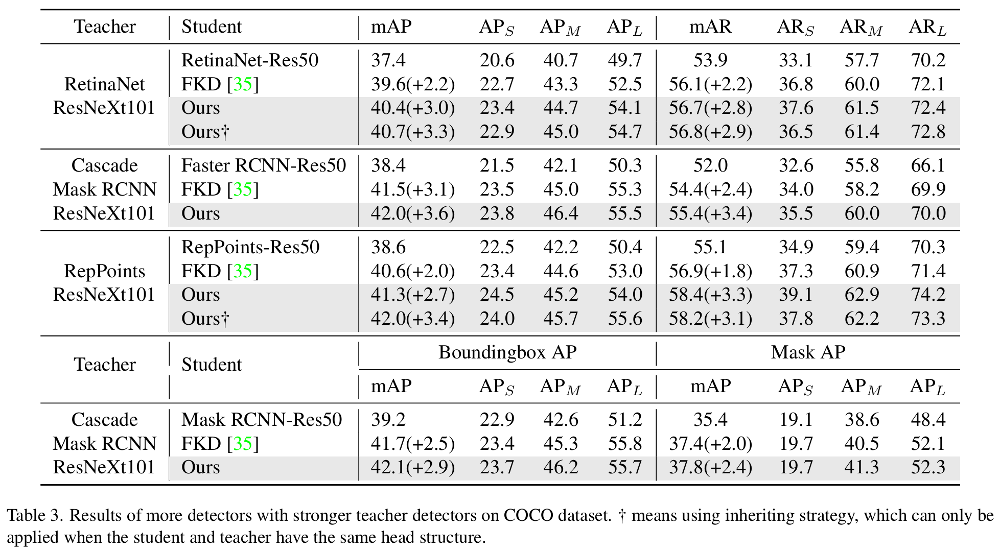 Teacher Student mAP AP_S AP_M AP_L mAR AR_S AR_M AR_L
RetinaNet-Res50 37.4 20.6 40.7 49.7 53.9 33.1 57.7 70.2
RetinaNet FKD [35] 39.6(+2.2) 22.7 43.3 52.5 56.1(+2.2) 36.8 60.0 72.1
ResNeXt101 Ours 40.4(+3.0) 23.4 44.7 54.1 56.7(+2.8) 37.6 61.5 72.4
Ours† 40.7(+3.3) 22.9 45.0 54.7 56.8(+2.9) 36.5 61.4 72.8
Cascade Faster RCNN-Res50 38.4 21.5 42.1 50.3 52.0 32.6 55.8 66.1
Mask RCNN FKD [35] 41.5(+3.1) 23.5 45.0 55.3 54.4(+2.4) 34.0 58.2 69.9
ResNeXt101 Ours 42.0(+3.6) 23.8 46.4 55.5 55.4(+3.4) 35.5 60.0 70.0
RepPoints-Res50 38.6 22.5 42.2 50.4 55.1 34.9 59.4 70.3
RepPoints FKD [35] 40.6(+2.0) 23.4 44.6 53.0 56.9(+1.8) 37.3 60.9 71.4
ResNeXt101 Ours 41.3(+2.7) 24.5 45.2 54.0 58.4(+3.3) 39.1 62.9 74.2
Ours† 42.0(+3.4) 24.0 45.7 55.6 58.2(+3.1) 37.8 62.2 73.3
Teacher Student Boundingbox AP Mask AP
mAP AP_S AP_M AP_L mAP AP_S AP_M AP_L
Cascade Mask RCNN-Res50 39.2 22.9 42.6 51.2 35.4 19.1 38.6 48.4
Mask RCNN FKD [35] 41.7(+2.5) 23.4 45.3 55.8 37.4(+2.0) 19.7 40.5 52.1
ResNeXt101 Ours 42.1(+2.9) 23.7 46.2 55.7 37.8(+2.4) 19.7 41.3 52.3
Table 3. Results of more detectors with stronger teacher detectors on COCO dataset. † means using inheriting strategy, which can only be
applied when the student and teacher have the same head structure.